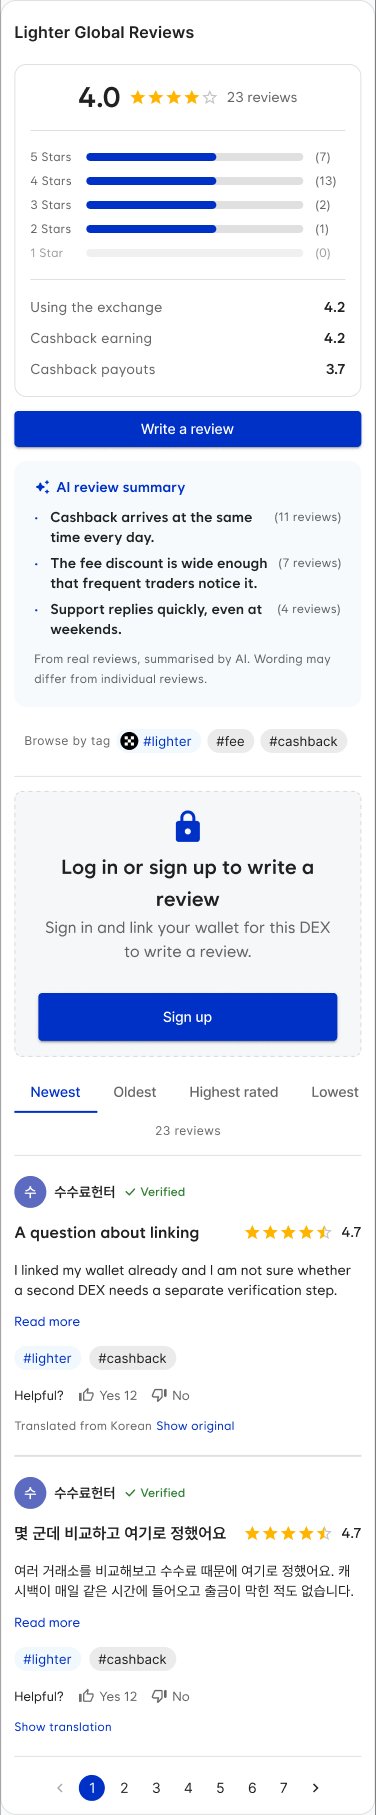 Lighter Global Reviews
4.0 23 reviews
5 Stars (7)
4 Stars (13)
3 Stars (2)
2 Stars (1)
1 Star (0)
Using the exchange 4.2
Cashback earning 4.2
Cashback payouts 3.7
Write a review
AI review summary
· Cashback arrives at the same (11 reviews)
time every day.
· The fee discount is wide enough (7 reviews)
that frequent traders notice it.
· Support replies quickly, even at (4 reviews)
weekends.
From real reviews, summarised by AI. Wording may
differ from individual reviews.
Browse by tag #lighter #fee #cashback
Log in or sign up to write a
review
Sign in and link your wallet for this DEX
to write a review.
Sign up
Newest Oldest Highest rated Lowest
23 reviews
수 수수료헌터 Verified
A question about linking 4.7
I linked my wallet already and I am not sure whether
a second DEX needs a separate verification step.
Read more
#lighter #cashback
Helpful? Yes 12 No
Translated from Korean Show original
수 수수료헌터 Verified
몇 군데 비교하고 여기로 정했어요 4.7
여러 거래소를 비교해보고 수수료 때문에 여기로 정했어요. 캐
시백이 매일 같은 시간에 들어오고 출금이 막힌 적도 없습니다.
Read more
#lighter #cashback
Helpful? Yes 12 No
Show translation
1 2 3 4 5 6 7